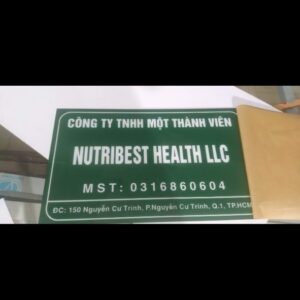 CÔNG TY TNHH MỘT THÀNH VIÊN
NUTRIBEST HEALTH LLC
MST: 0316860604
ĐC: 150 Nguyễn Cư Trinh, P.Nguyễn Cư Trinh, Q.1, TP.HCM